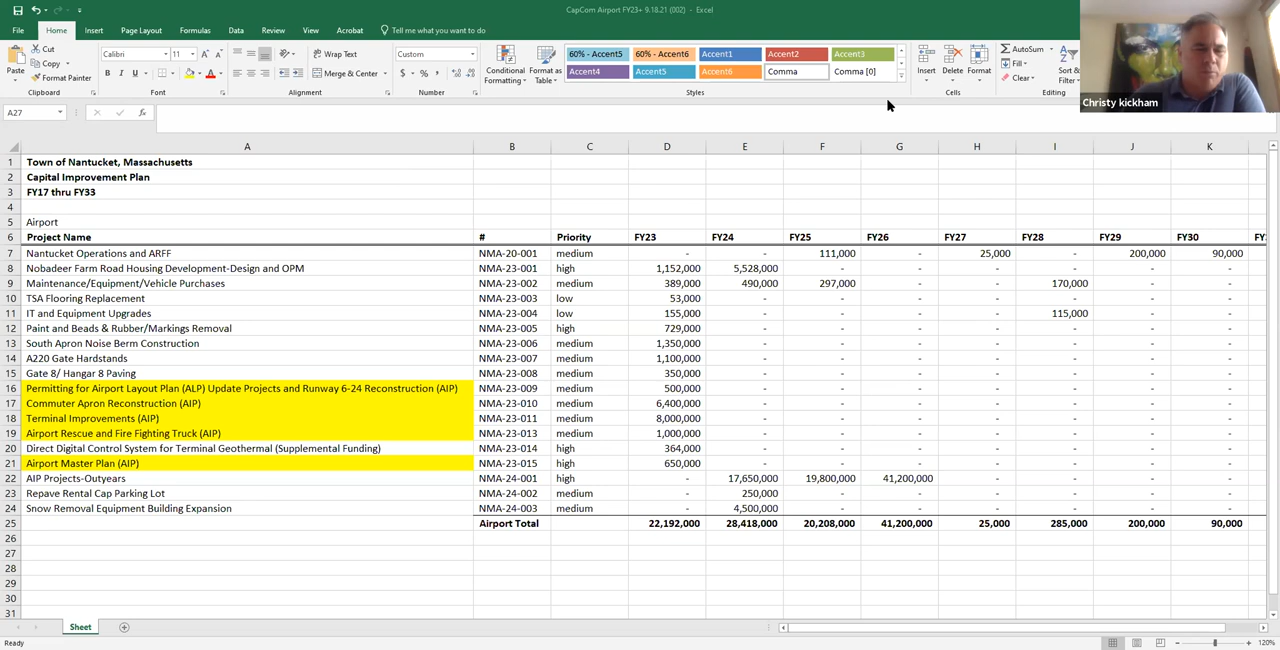 CapCom Airport FY23+ 9.18.21 (002) - Excel
File Home Insert Page Layout Formulas Data Review View Acrobat Tell me what you want to do
Cut
Copy
Format Painter
Paste
Clipboard
Calibri 11
B I U
Font
Wrap Text
Merge & Center
Alignment
Custom
$ % ,
Number
Conditional Formatting
Format as Table
60% - Accent5 60% - Accent6 Accent1 Accent2 Accent3
Accent4 Accent5 Accent6 Comma Comma [0]
Styles
Insert Delete Format
Cells
AutoSum
Fill
Clear
Sort & Filter
Editing
Christy kickham
A27 fx
A B C D E F G H I J K
1 Town of Nantucket, Massachusetts
2 Capital Improvement Plan
3 FY17 thru FY33
4
5 Airport
6 Project Name # Priority FY23 FY24 FY25 FY26 FY27 FY28 FY29 FY30 FY
7 Nantucket Operations and ARFF NMA-20-001 medium - - 111,000 - 25,000 - 200,000 90,000
8 Nobadeer Farm Road Housing Development-Design and OPM NMA-23-001 high 1,152,000 5,528,000 - - - - - -
9 Maintenance/Equipment/Vehicle Purchases NMA-23-002 medium 389,000 490,000 297,000 - - 170,000 - -
10 TSA Flooring Replacement NMA-23-003 low 53,000 - - - - - - -
11 IT and Equipment Upgrades NMA-23-004 low 155,000 - - - - 115,000 - -
12 Paint and Beads & Rubber/Markings Removal NMA-23-005 high 729,000 - - - - - - -
13 South Apron Noise Berm Construction NMA-23-006 medium 1,350,000 - - - - - - -
14 A220 Gate Hardstands NMA-23-007 medium 1,100,000 - - - - - - -
15 Gate 8/ Hangar 8 Paving NMA-23-008 medium 350,000 - - - - - - -
16 Permitting for Airport Layout Plan (ALP) Update Projects and Runway 6-24 Reconstruction (AIP) NMA-23-009 medium 500,000 - - - - - - -
17 Commuter Apron Reconstruction (AIP) NMA-23-010 medium 6,400,000 - - - - - - -
18 Terminal Improvements (AIP) NMA-23-011 medium 8,000,000 - - - - - - -
19 Airport Rescue and Fire Fighting Truck (AIP) NMA-23-013 medium 1,000,000 - - - - - - -
20 Direct Digital Control System for Terminal Geothermal (Supplemental Funding) NMA-23-014 high 364,000 - - - - - - -
21 Airport Master Plan (AIP) NMA-23-015 high 650,000 - - - - - - -
22 AIP Projects-Outyears NMA-24-001 high - 17,650,000 19,800,000 41,200,000 - - - -
23 Repave Rental Cap Parking Lot NMA-24-002 medium - 250,000 - - - - - -
24 Snow Removal Equipment Building Expansion NMA-24-003 medium - 4,500,000 - - - - - -
25 Airport Total 22,192,000 28,418,000 20,208,000 41,200,000 25,000 285,000 200,000 90,000
26
27
28
29
30
31
Sheet
Ready 120%